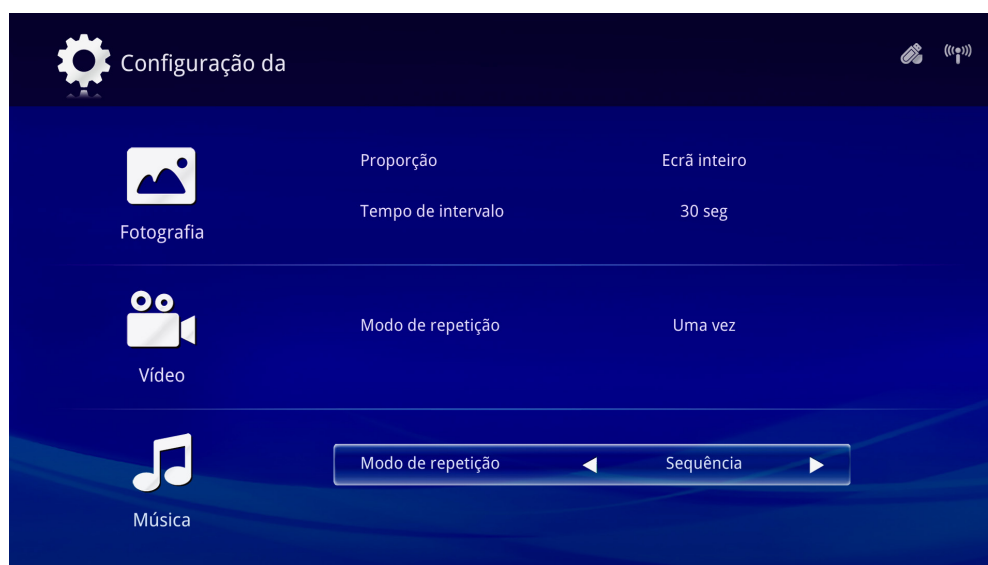 Configuração da
Proporção Ecrã inteiro
Tempo de intervalo 30 seg
Fotografia
Modo de repetição Uma vez
Vídeo
Modo de repetição Sequência
Música